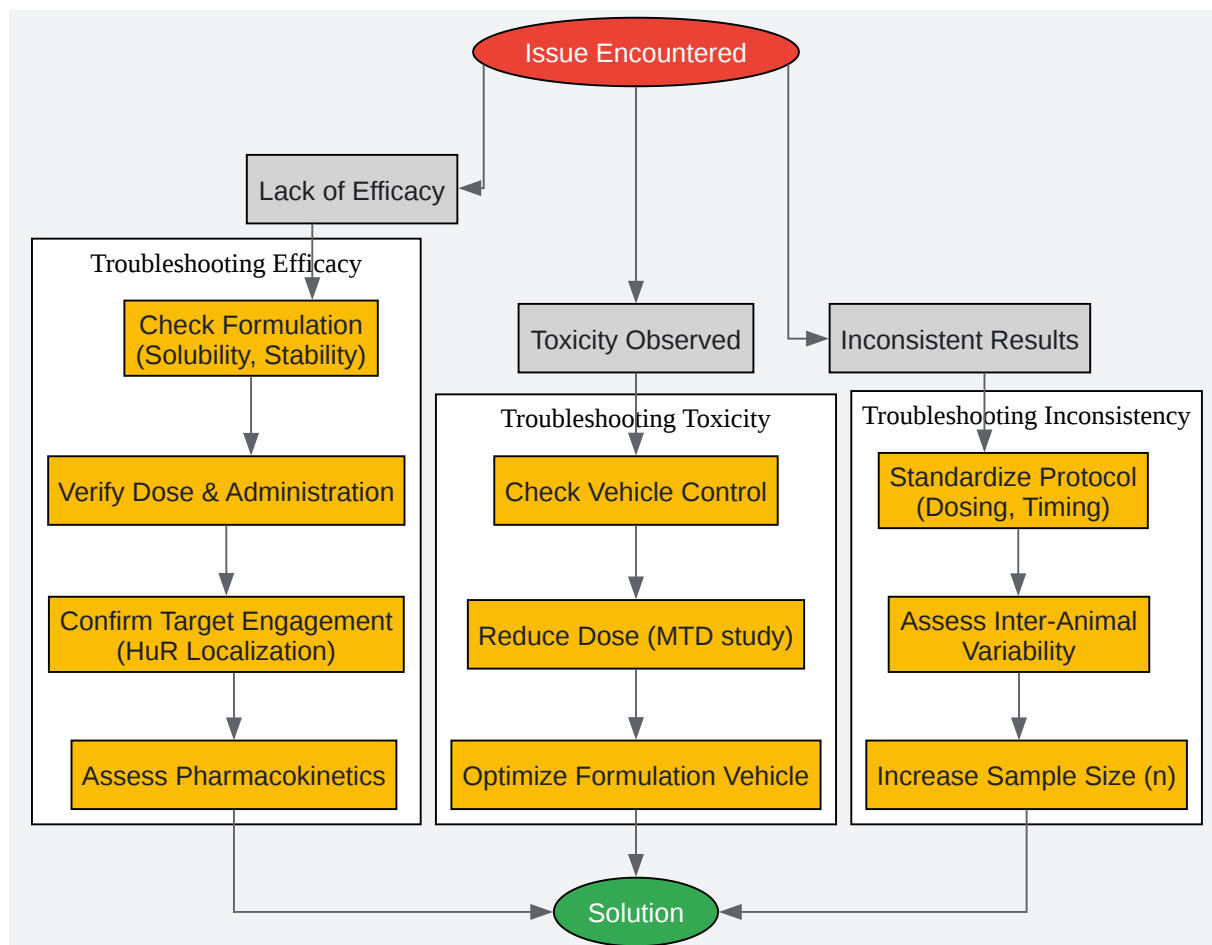 Issue Encountered
Lack of Efficacy
Troubleshooting Efficacy
Check Formulation
(Solubility, Stability)
Verify Dose & Administration
Confirm Target Engagement
(HuR Localization)
Assess Pharmacokinetics
Toxicity Observed
Troubleshooting Toxicity
Check Vehicle Control
Reduce Dose (MTD study)
Optimize Formulation Vehicle
Inconsistent Results
Troubleshooting Inconsistency
Standardize Protocol
(Dosing, Timing)
Assess Inter-Animal
Variability
Increase Sample Size (n)
Solution